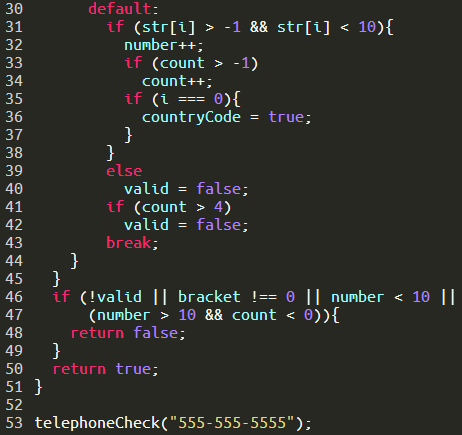 30 default:
31 if (str[i] > -1 && str[i] < 10){
32 number++;
33 if (count > -1)
34 count++;
35 if (i === 0){
36 countryCode = true;
37 }
38 }
39 else
40 valid = false;
41 if (count > 4)
42 valid = false;
43 break;
44 }
45 }
46 if (!valid || bracket !== 0 || number < 10 ||
47 (number > 10 && count < 0)){
48 return false;
49 }
50 return true;
51 }
52
53 telephoneCheck("555-555-5555");